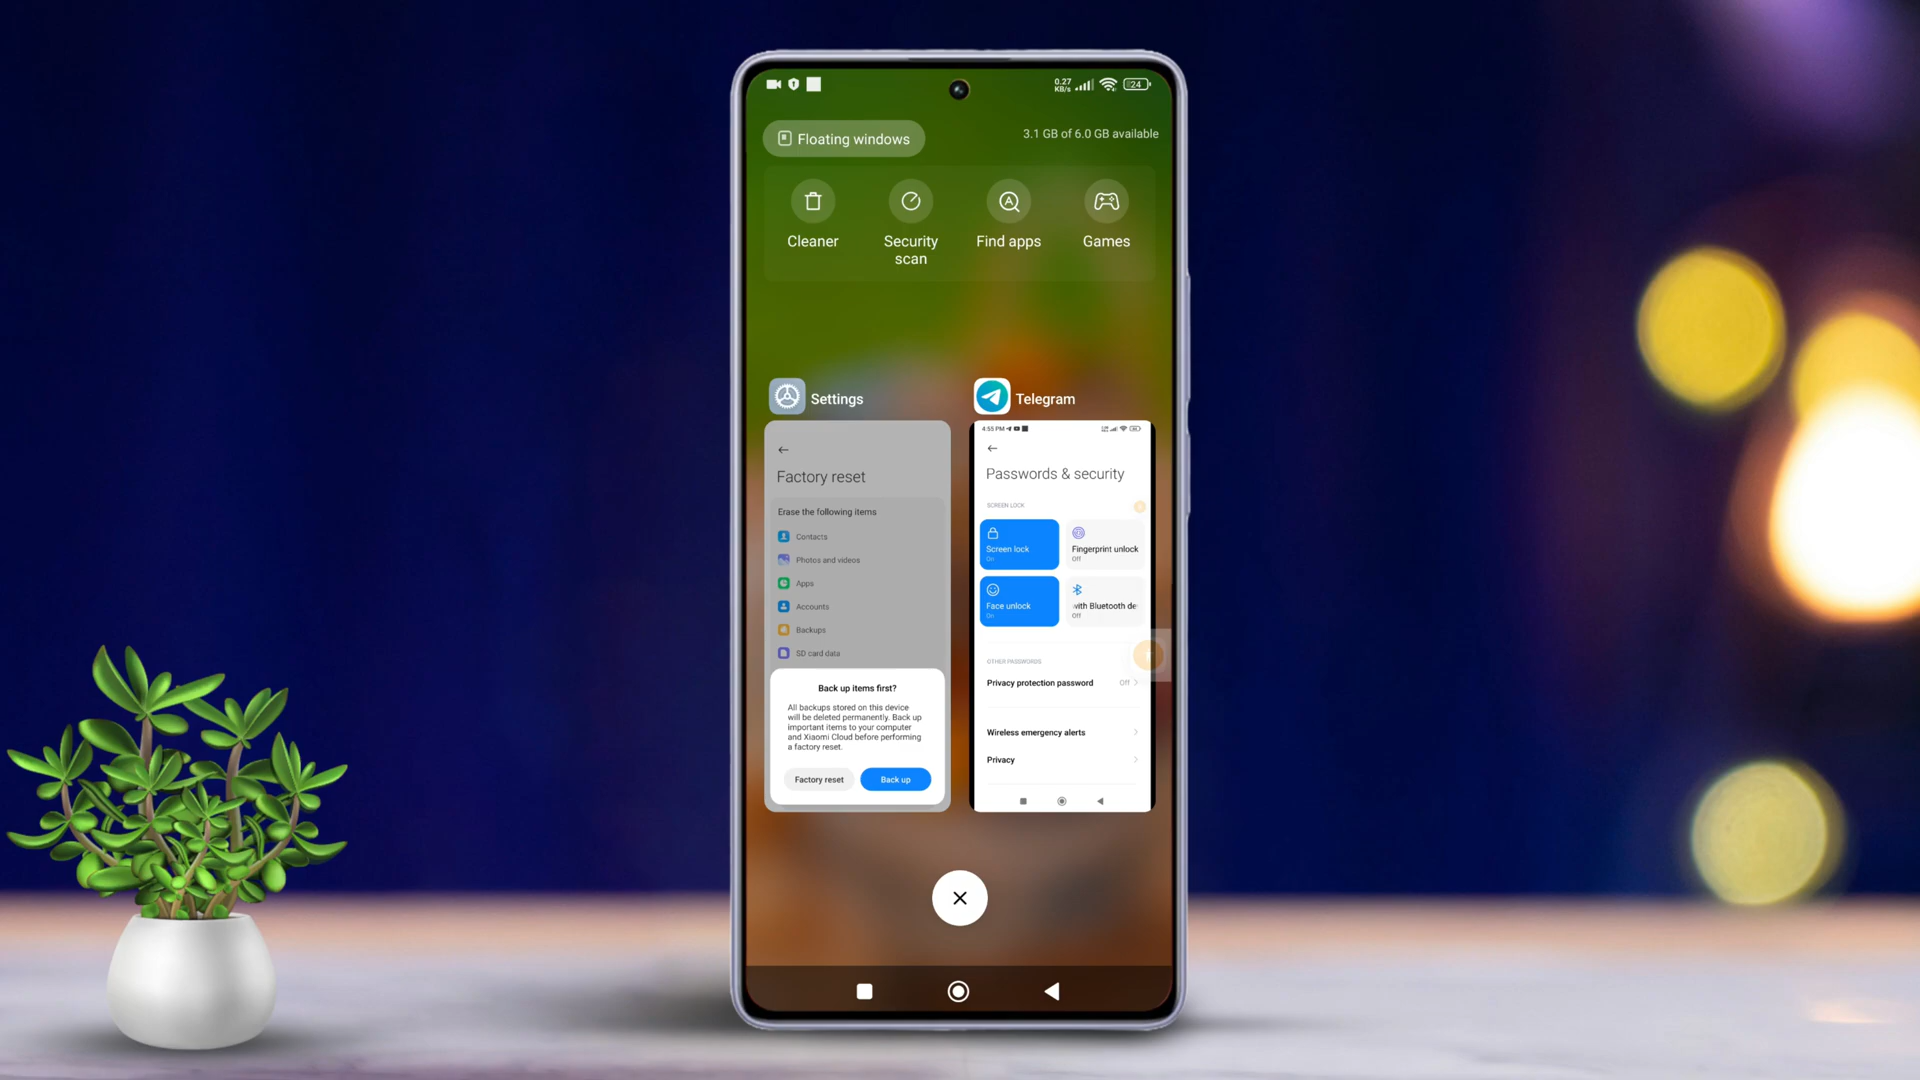 0.27
KB/s
24
Floating windows
3.1 GB of 6.0 GB available
Cleaner
Security
scan
Find apps
Games
Settings
Factory reset
Erase the following items
Contacts
Photos and videos
Apps
Accounts
Backups
SD card data
Back up items first?
All backups stored on this device
will be deleted permanently. Back up
important items to your computer
and Xiaomi Cloud before performing
a factory reset.
Factory reset
Back up
Telegram
4:55 PM
Passwords & security
SCREEN LOCK
Screen lock
On
Fingerprint unlock
Off
Face unlock
On
with Bluetooth de
Off
OTHER PASSWORDS
Privacy protection password
Off
Wireless emergency alerts
Privacy